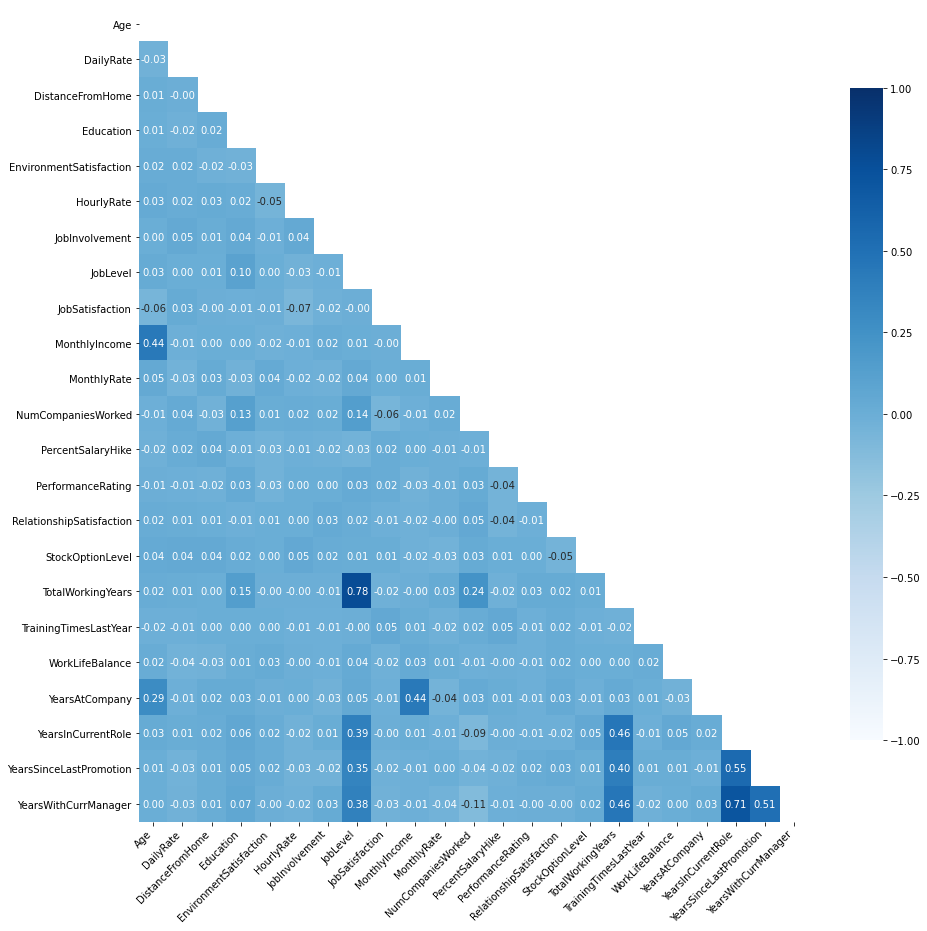 Age
DailyRate -0.03
DistanceFromHome 0.01 -0.00
Education 0.01 -0.02 0.02
EnvironmentSatisfaction 0.02 0.02 -0.02 -0.03
HourlyRate 0.03 0.02 0.03 0.02 -0.05
JobInvolvement 0.00 0.05 0.01 0.04 -0.01 0.04
JobLevel 0.03 0.00 0.01 0.10 0.00 -0.03 -0.01
JobSatisfaction -0.06 0.03 -0.00 -0.01 -0.01 -0.07 -0.02 -0.00
MonthlyIncome 0.44 -0.01 0.00 0.00 -0.02 -0.01 0.02 0.01 -0.00
MonthlyRate 0.05 -0.03 0.03 -0.03 0.04 -0.02 -0.02 0.04 0.00 0.01
NumCompaniesWorked -0.01 0.04 -0.03 0.13 0.01 0.02 0.02 0.14 -0.06 -0.01 0.02
PercentSalaryHike -0.02 0.02 0.04 -0.01 -0.03 -0.01 -0.02 -0.03 0.02 0.00 -0.01 -0.01
PerformanceRating -0.01 -0.01 -0.02 0.03 -0.03 0.00 0.00 0.03 0.02 -0.03 -0.01 0.03 -0.04
RelationshipSatisfaction 0.02 0.01 0.01 -0.01 0.01 0.00 0.03 0.02 -0.01 -0.02 -0.00 0.05 -0.04 -0.01
StockOptionLevel 0.04 0.04 0.04 0.02 0.00 0.05 0.02 0.01 0.01 -0.02 -0.03 0.03 0.01 0.00 -0.05
TotalWorkingYears 0.02 0.01 0.00 0.15 -0.00 -0.00 -0.01 0.78 -0.02 -0.00 0.03 0.24 -0.02 0.03 0.02 0.01
TrainingTimesLastYear -0.02 -0.01 0.00 0.00 -0.00 0.01 -0.01 -0.00 0.05 0.01 -0.02 0.02 0.05 -0.01 0.02 -0.01 -0.02
WorkLifeBalance 0.02 -0.04 -0.03 0.01 0.03 -0.00 -0.01 0.04 -0.02 0.03 0.01 -0.01 -0.00 -0.01 0.02 0.00 0.00 0.02
YearsAtCompany 0.29 -0.01 0.02 0.03 -0.01 0.00 -0.03 0.05 -0.01 0.44 -0.04 0.03 0.01 -0.01 0.03 -0.01 0.03 0.01 -0.03
YearsInCurrentRole 0.03 0.01 0.02 0.06 0.02 -0.02 0.01 0.39 -0.00 0.01 -0.01 -0.09 -0.00 -0.01 -0.02 0.05 0.46 -0.01 0.05 0.02
YearsSinceLastPromotion 0.01 -0.03 0.01 0.05 0.02 -0.03 -0.02 0.35 -0.02 -0.01 0.00 -0.04 -0.02 0.02 0.03 0.01 0.40 0.01 0.01 -0.01 0.55
YearsWithCurrManager 0.00 -0.03 0.01 0.07 -0.00 -0.02 0.03 0.38 -0.03 -0.01 -0.04 -0.11 -0.01 -0.00 -0.00 0.02 0.46 -0.02 0.00 0.03 0.71 0.51
Age
DailyRate
DistanceFromHome
Education
EnvironmentSatisfaction
HourlyRate
JobInvolvement
JobLevel
JobSatisfaction
MonthlyIncome
MonthlyRate
NumCompaniesWorked
PercentSalaryHike
PerformanceRating
RelationshipSatisfaction
StockOptionLevel
TotalWorkingYears
TrainingTimesLastYear
WorkLifeBalance
YearsAtCompany
YearsInCurrentRole
YearsSinceLastPromotion
YearsWithCurrManager
1.00
0.75
0.50
0.25
0.00
−0.25
−0.50
−0.75
−1.00